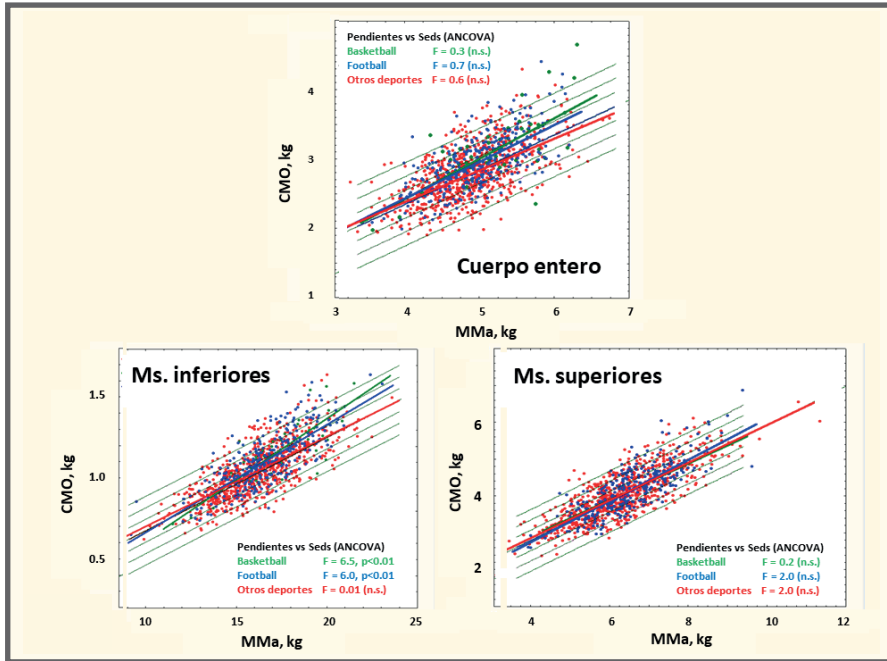 Pendientes vs Seds (ANCOVA)
Basketball F = 0.3 (n.s.)
Football F = 0.7 (n.s.)
Otros deportes F = 0.6 (n.s.)
CMO, kg
4
3
2
1
Cuerpo entero
3 4 5 6 7
MMa, kg
Ms. inferiores
CMO, kg
1.5
1.0
0.5
Pendientes vs Seds (ANCOVA)
Basketball F = 6.5, p<0.01
Football F = 6.0, p<0.01
Otros deportes F = 0.01 (n.s.)
10 15 20 25
MMa, kg
Ms. superiores
CMO, kg
6
4
2
Pendientes vs Seds (ANCOVA)
Basketball F = 0.2 (n.s.)
Football F = 2.0 (n.s.)
Otros deportes F = 2.0 (n.s.)
4 6 8 10 12
MMa, kg